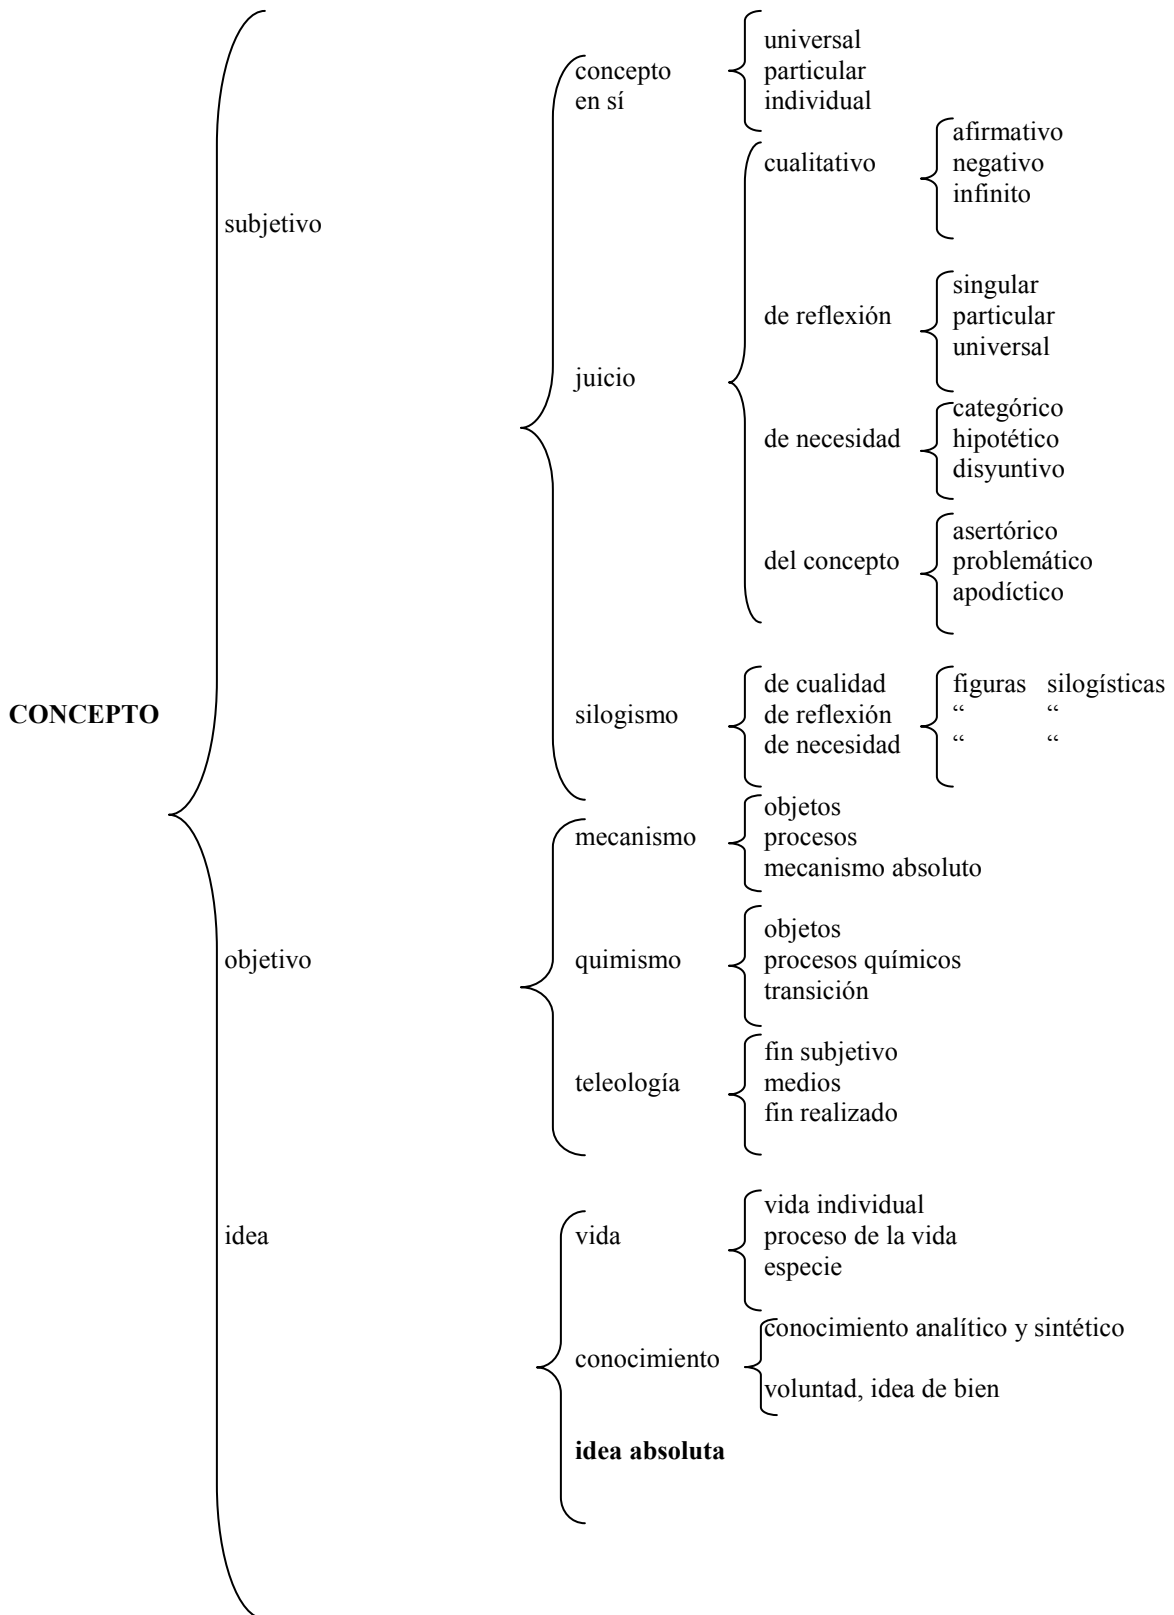 universal
concepto particular
en sí individual
afirmativo
cualitativo negativo
infinito
subjetivo
singular
de reflexión particular
universal
juicio
categórico
de necesidad hipotético
disyuntivo
asertórico
del concepto problemático
apodíctico
de cualidad figuras silogísticas
CONCEPTO silogismo de reflexión “ “
de necesidad “ “
objetos
mecanismo procesos
mecanismo absoluto
objetos
objetivo quimismo procesos químicos
transición
fin subjetivo
teleología medios
fin realizado
vida individual
idea vida proceso de la vida
especie
conocimiento analítico y sintético
conocimiento
voluntad, idea de bien
idea absoluta